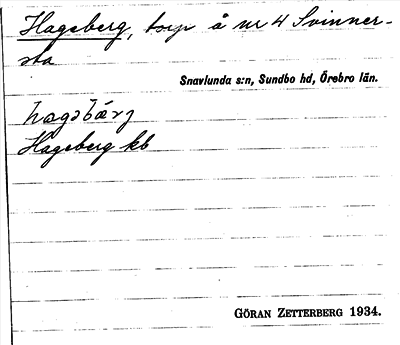 Hageberg, torp å nr 4 Svinner-
sta
Snavlunda s:n, Sundbo hd, Örebro län.
hagəbärj
Hageberg kb
GÖRAN ZETTERBERG 1934.